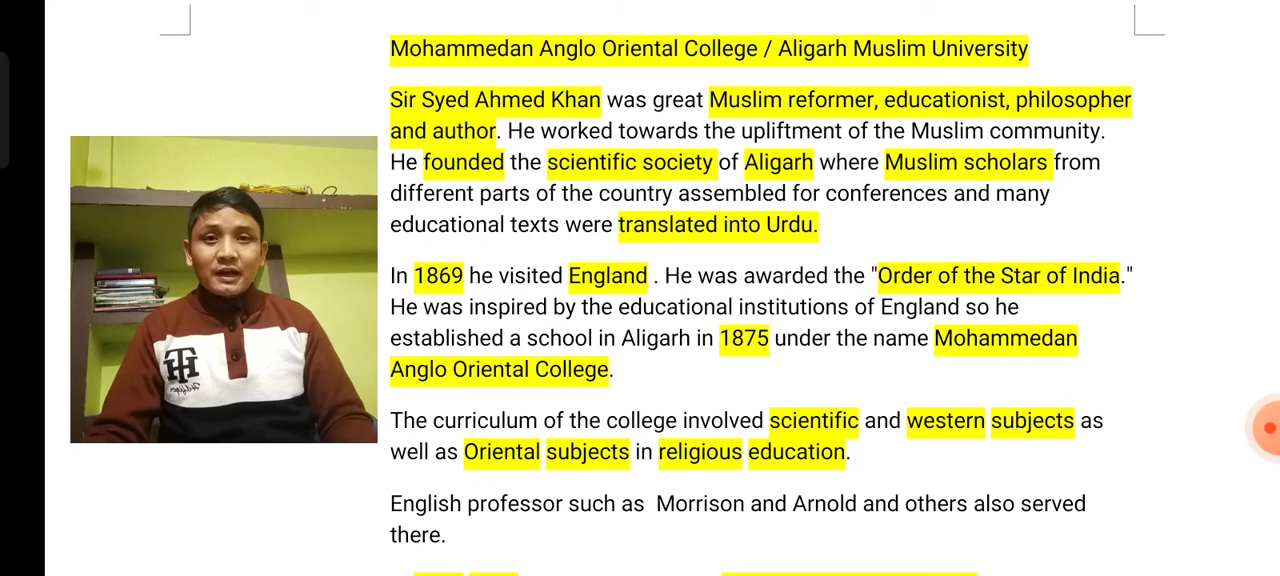 Mohammedan Anglo Oriental College / Aligarh Muslim University
Sir Syed Ahmed Khan was great Muslim reformer, educationist, philosopher
and author. He worked towards the upliftment of the Muslim community.
He founded the scientific society of Aligarh where Muslim scholars from
different parts of the country assembled for conferences and many
educational texts were translated into Urdu.
In 1869 he visited England . He was awarded the "Order of the Star of India."
He was inspired by the educational institutions of England so he
established a school in Aligarh in 1875 under the name Mohammedan
Anglo Oriental College.
The curriculum of the college involved scientific and western subjects as
well as Oriental subjects in religious education.
English professor such as  Morrison and Arnold and others also served
there.